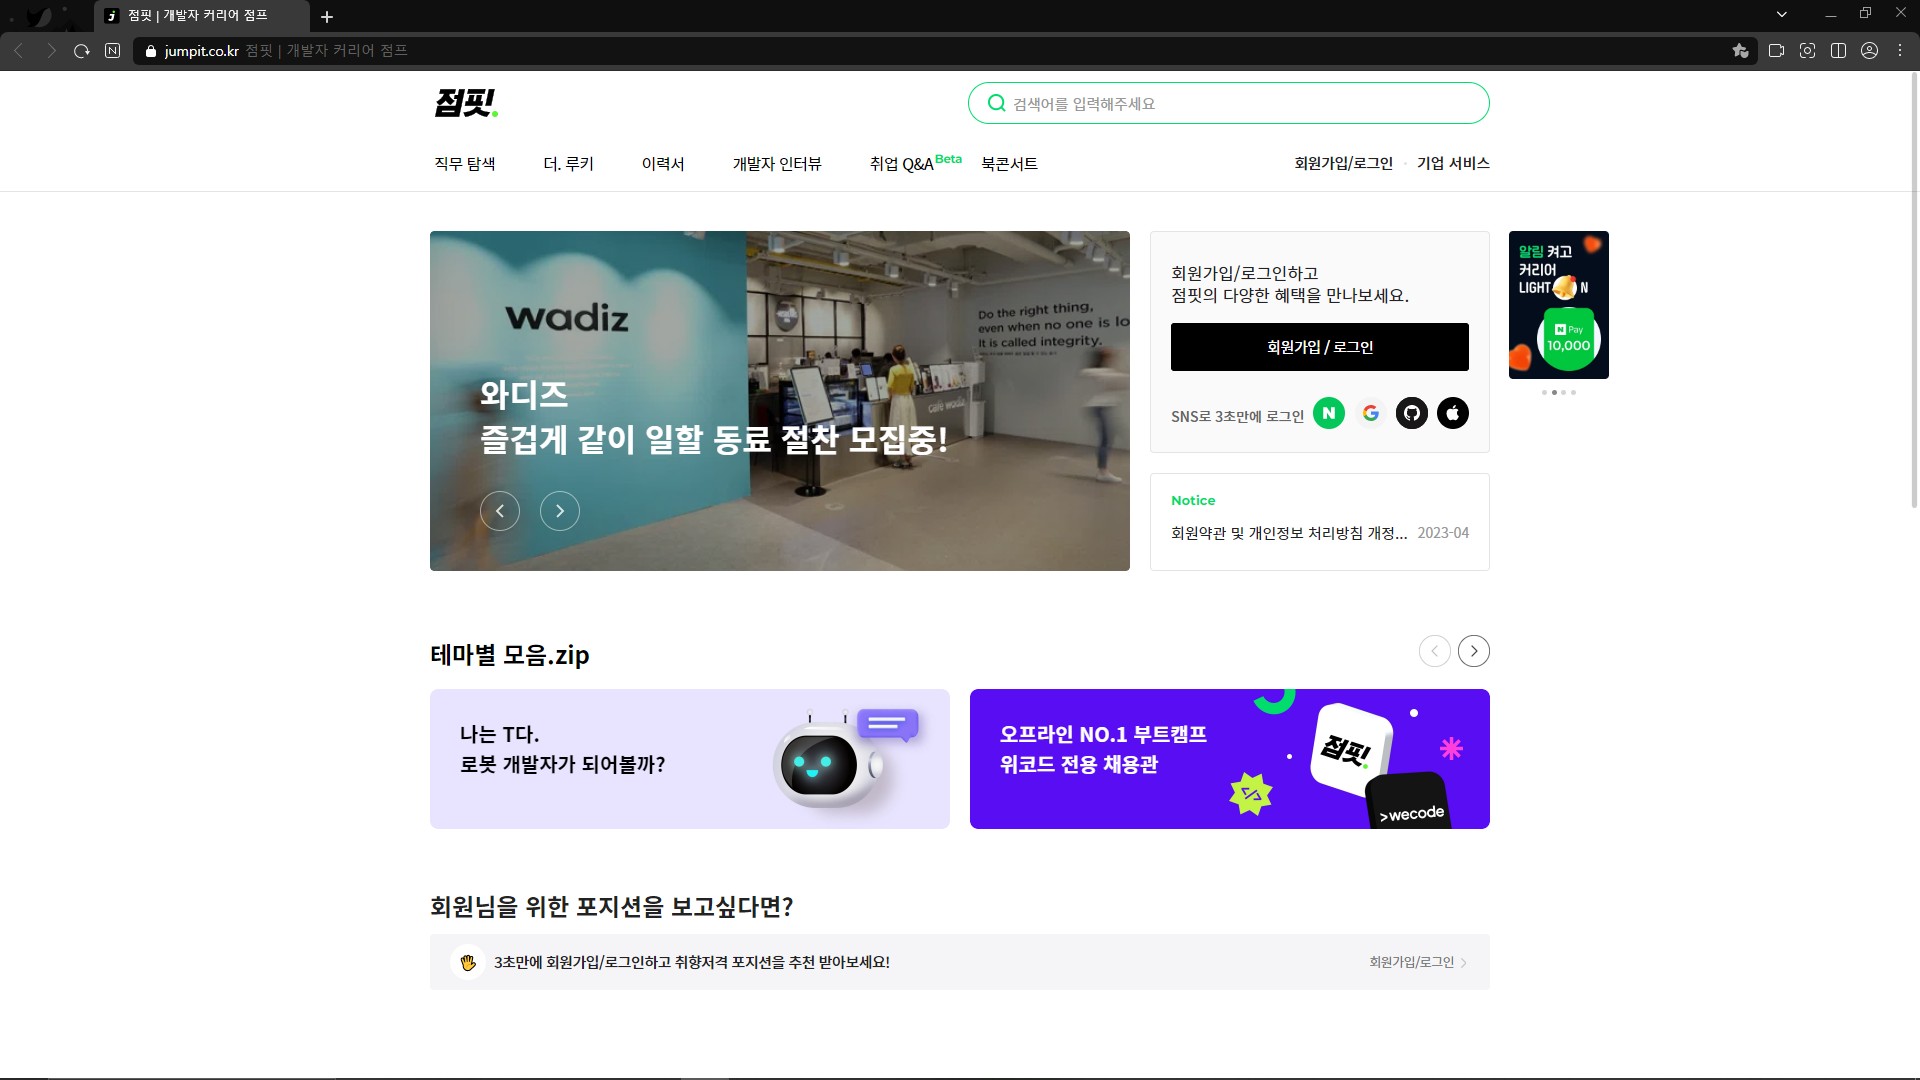 점핏 | 개발자 커리어 점프
jumpit.co.kr 점핏 | 개발자 커리어 점프
점핏.
검색어를 입력해주세요
직무 탐색 더. 루키 이력서 개발자 인터뷰 취업 Q&A Beta 북콘서트 회원가입/로그인 · 기업 서비스
wadiz
Do the right thing,
even when no one is lo
It is called integrity.
cafe wadiz
와디즈
즐겁게 같이 일할 동료 절찬 모집중!
회원가입/로그인하고
점핏의 다양한 혜택을 만나보세요.
회원가입 / 로그인
SNS로 3초만에 로그인
Notice
회원약관 및 개인정보 처리방침 개정... 2023-04
알림 켜고
커리어
LIGHT N
N Pay
10,000
테마별 모음.zip
나는 T다.
로봇 개발자가 되어볼까?
오프라인 NO.1 부트캠프
위코드 전용 채용관
점핏.
>wecode
회원님을 위한 포지션을 보고싶다면?
3초만에 회원가입/로그인하고 취향저격 포지션을 추천 받아보세요!
회원가입/로그인